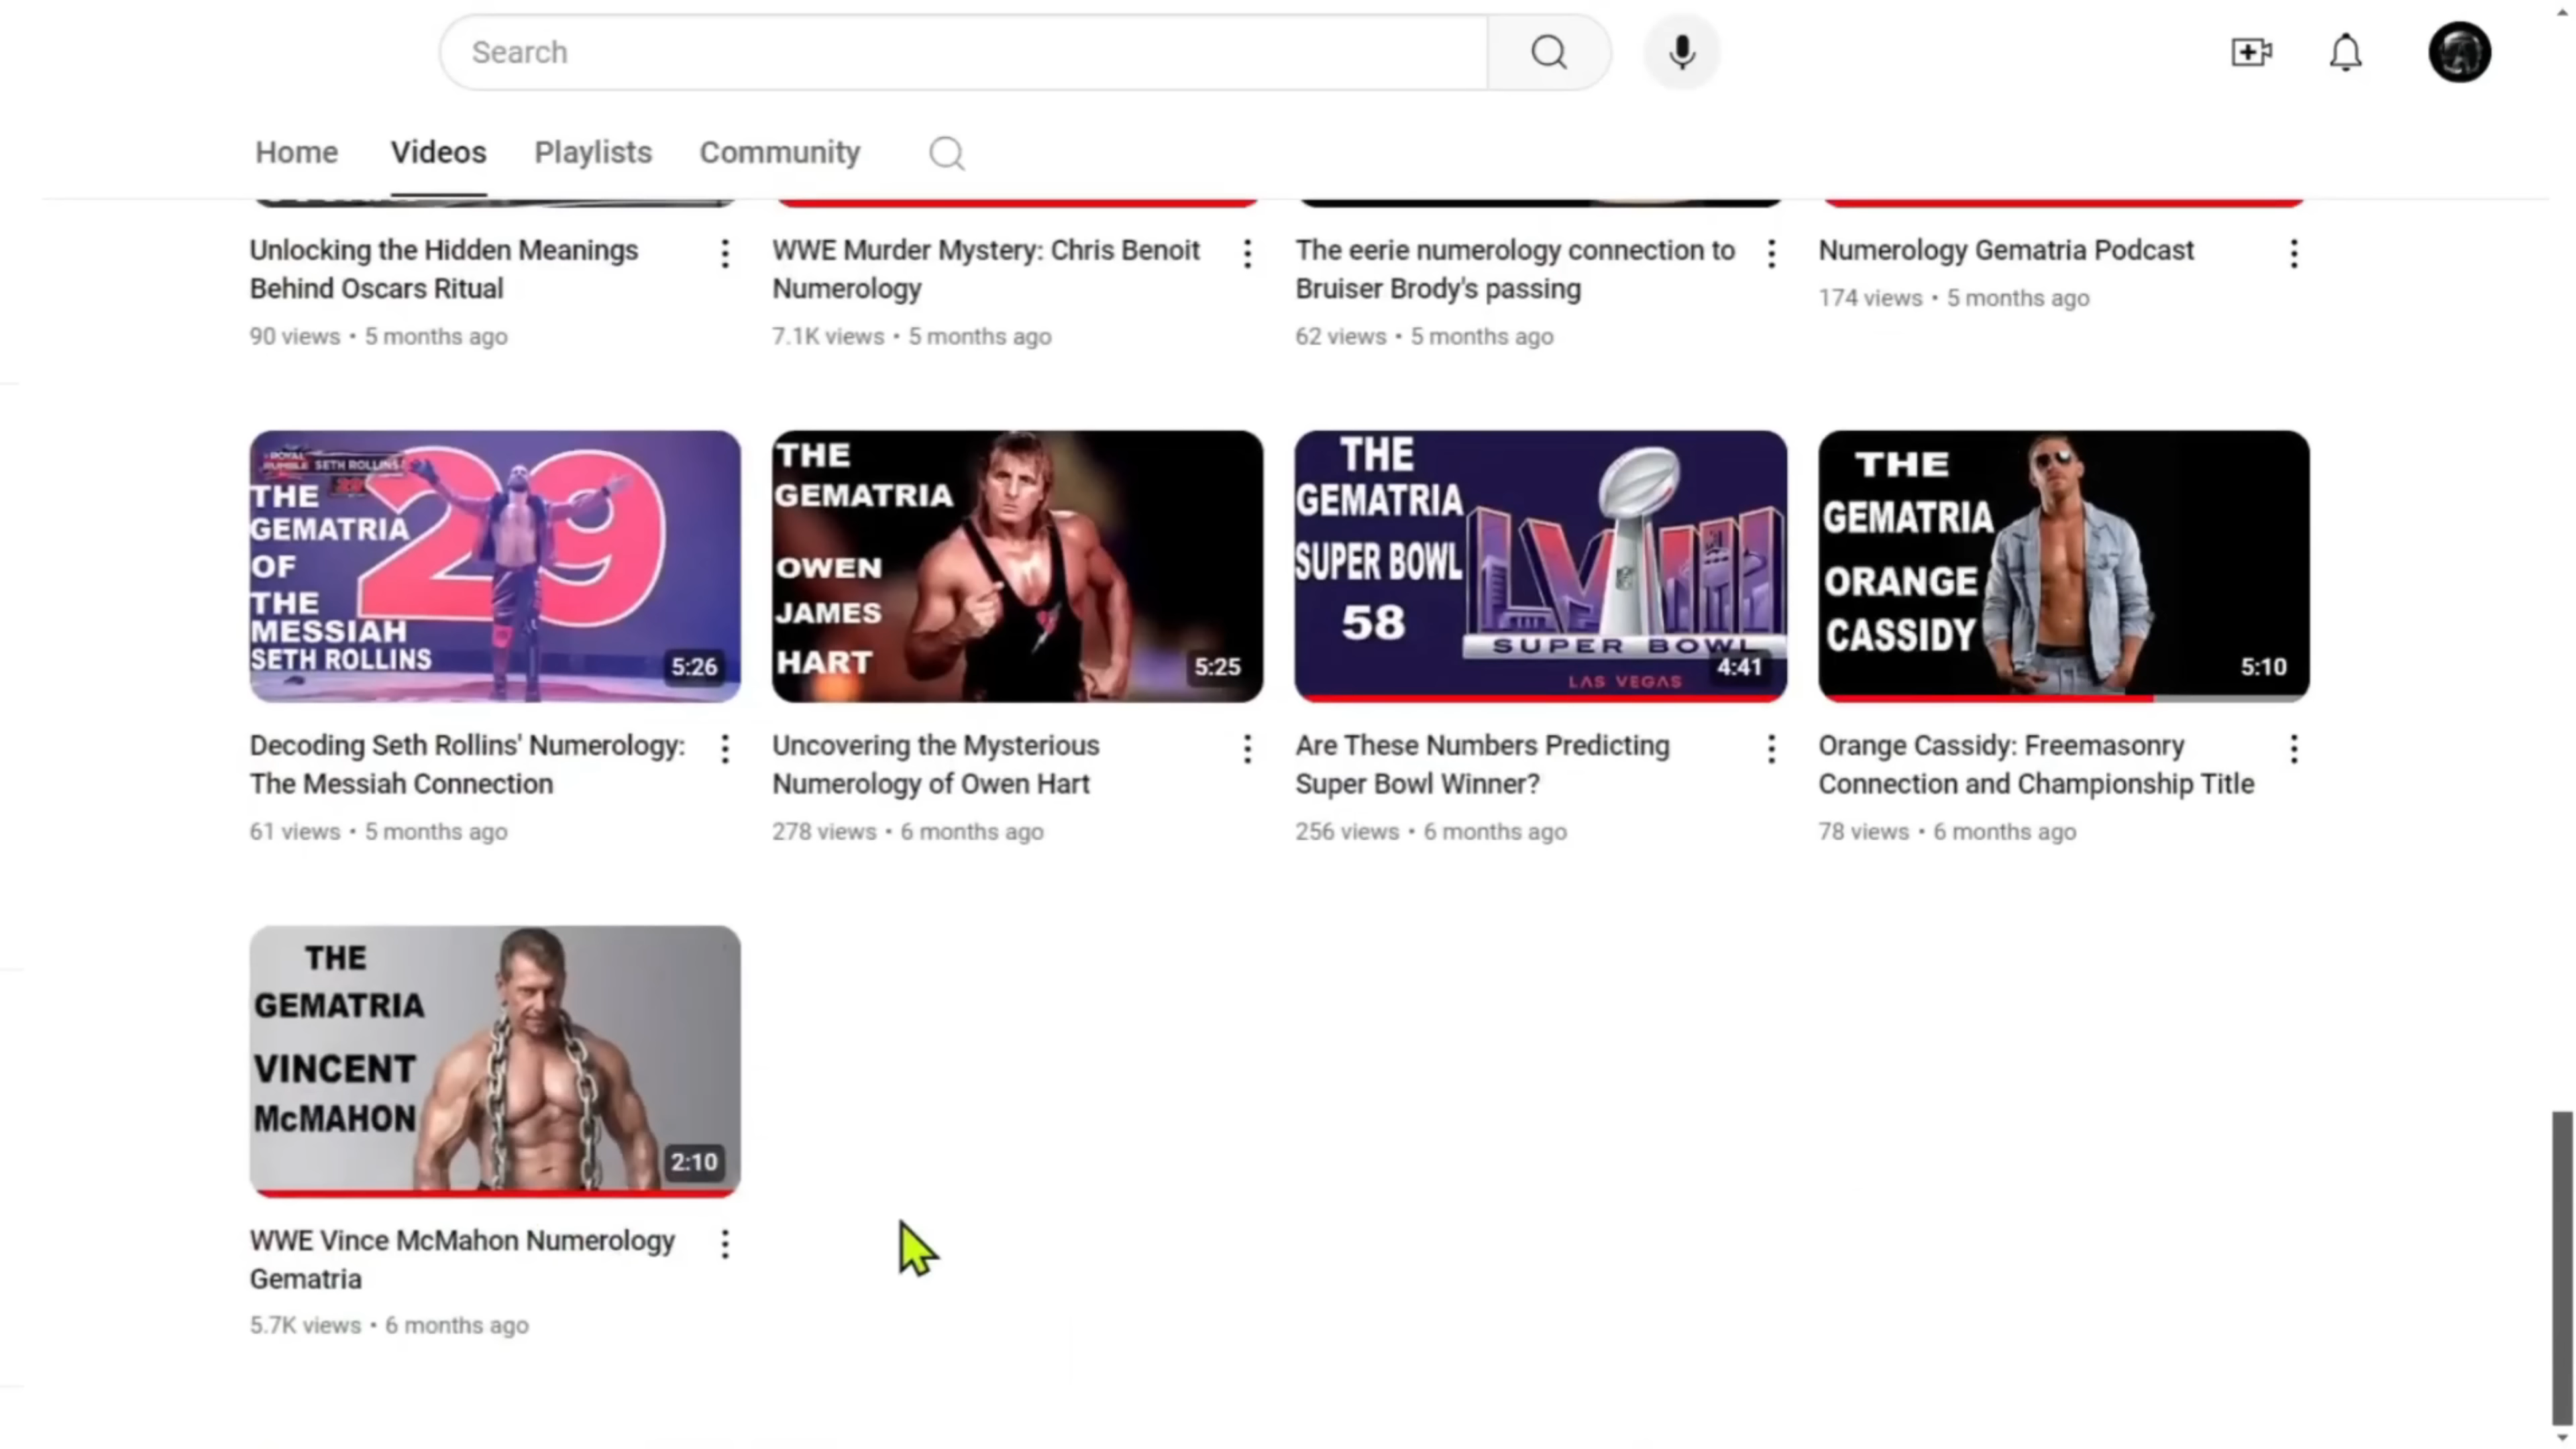 Search
Home Videos Playlists Community
Unlocking the Hidden Meanings
Behind Oscars Ritual
90 views • 5 months ago
WWE Murder Mystery: Chris Benoit
Numerology
7.1K views • 5 months ago
The eerie numerology connection to
Bruiser Brody's passing
62 views • 5 months ago
Numerology Gematria Podcast
174 views • 5 months ago
ROYAL
RUMBLE SETH ROLLINS
29
THE
GEMATRIA
OF
THE
MESSIAH
SETH ROLLINS
5:26
Decoding Seth Rollins' Numerology:
The Messiah Connection
61 views • 5 months ago
THE
GEMATRIA
OWEN
JAMES
HART
5:25
Uncovering the Mysterious
Numerology of Owen Hart
278 views • 6 months ago
THE
GEMATRIA
SUPER BOWL
58
LVIII
SUPER BOWL
LAS VEGAS
4:41
Are These Numbers Predicting
Super Bowl Winner?
256 views • 6 months ago
THE
GEMATRIA
ORANGE
CASSIDY
5:10
Orange Cassidy: Freemasonry
Connection and Championship Title
78 views • 6 months ago
THE
GEMATRIA
VINCENT
McMAHON
2:10
WWE Vince McMahon Numerology
Gematria
5.7K views • 6 months ago